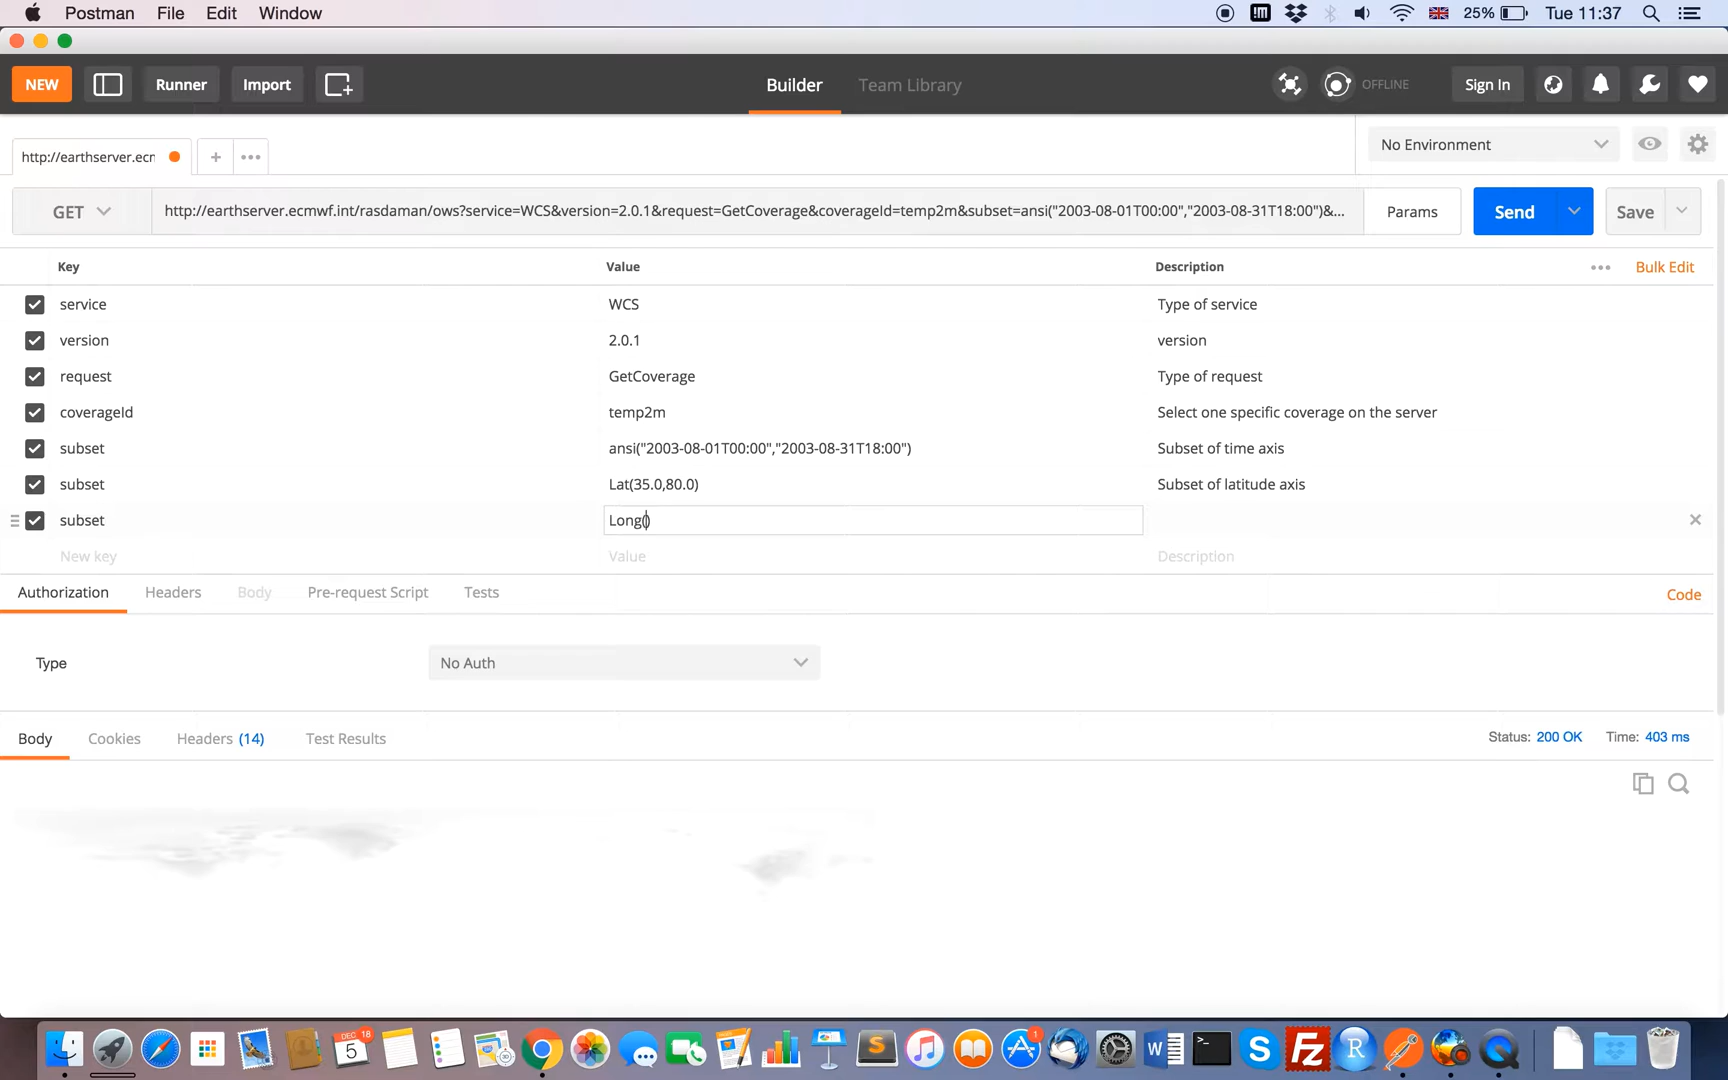 Postman File Edit Window 25% Tue 11:37
NEW Runner Import Builder Team Library OFFLINE Sign In
http://earthserver.ecm No Environment
GET http://earthserver.ecmwf.int/rasdaman/ows?service=WCS&version=2.0.1&request=GetCoverage&coverageId=temp2m&subset=ansi("2003-08-01T00:00","2003-08-31T18:00")&... Params Send Save
Key Value Description Bulk Edit
service WCS Type of service
version 2.0.1 version
request GetCoverage Type of request
coverageId temp2m Select one specific coverage on the server
subset ansi("2003-08-01T00:00","2003-08-31T18:00") Subset of time axis
subset Lat(35.0,80.0) Subset of latitude axis
subset Long()
New key Value Description
Authorization Headers Body Pre-request Script Tests Code
Type No Auth
Body Cookies Headers (14) Test Results Status: 200 OK Time: 403 ms
DEC 18
5
1
W
S
Fz
R